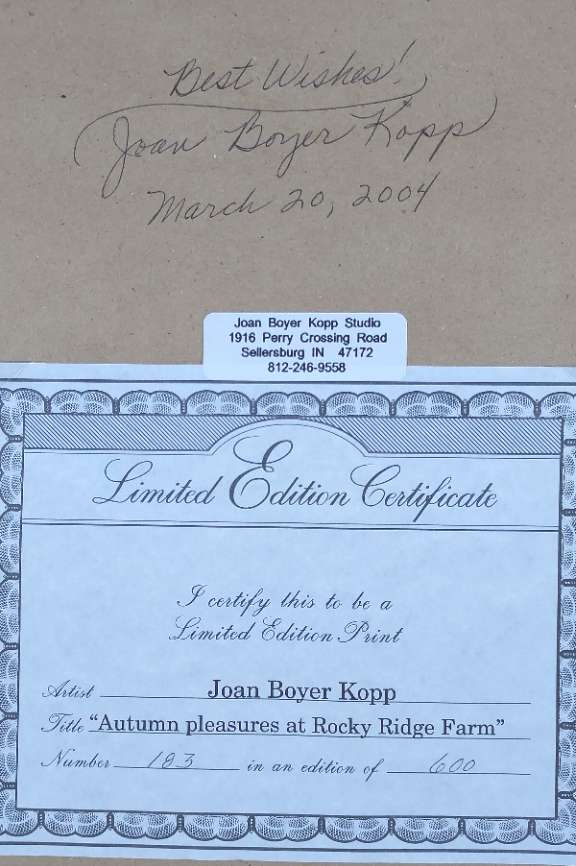 Best Wishes!
Joan Boyer Kopp
March 20, 2004
Joan Boyer Kopp Studio
1916 Perry Crossing Road
Sellersburg IN 47172
812-246-9558
Limited Edition Certificate
I certify this to be a
Limited Edition Print
Artist Joan Boyer Kopp
Title "Autumn pleasures at Rocky Ridge Farm"
Number 183 in an edition of 600